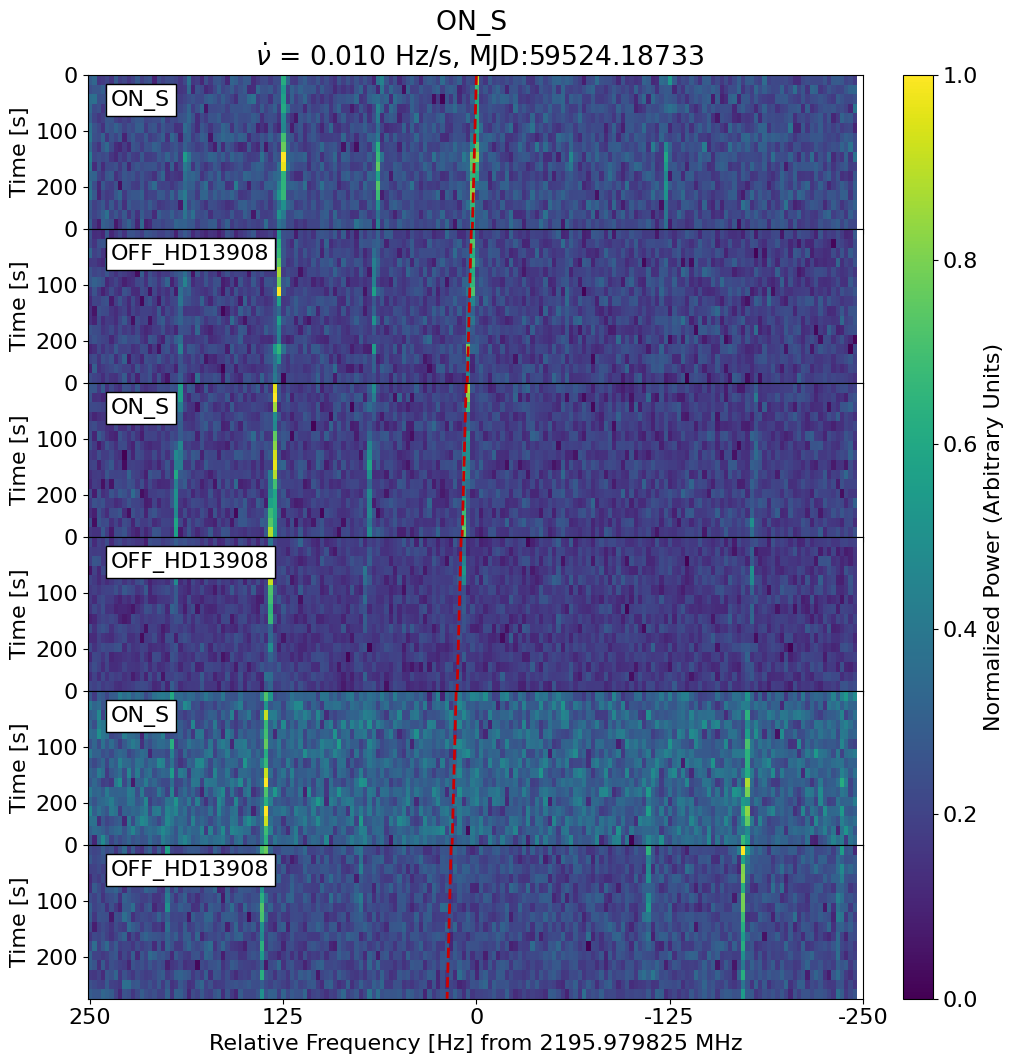 ON_S
ν̇ = 0.010 Hz/s, MJD:59524.18733
0
ON_S
100
Time [s]
200
0
OFF_HD13908
100
Time [s]
200
0
ON_S
100
Time [s]
200
0
OFF_HD13908
100
Time [s]
200
0
ON_S
100
Time [s]
200
0
OFF_HD13908
100
Time [s]
200
250 125 0 -125 -250
Relative Frequency [Hz] from 2195.979825 MHz
1.0
0.8
0.6
0.4
0.2
0.0
Normalized Power (Arbitrary Units)